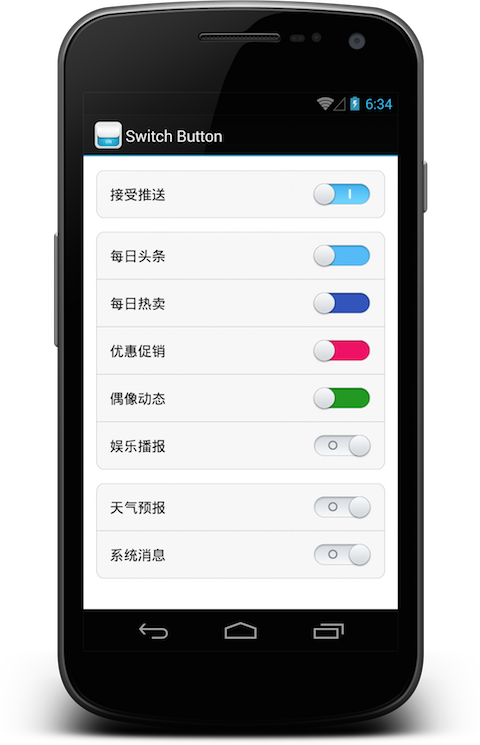 6:34
Switch Button
接受推送
每日头条
每日热卖
优惠促销
偶像动态
娱乐播报
天气预报
系统消息